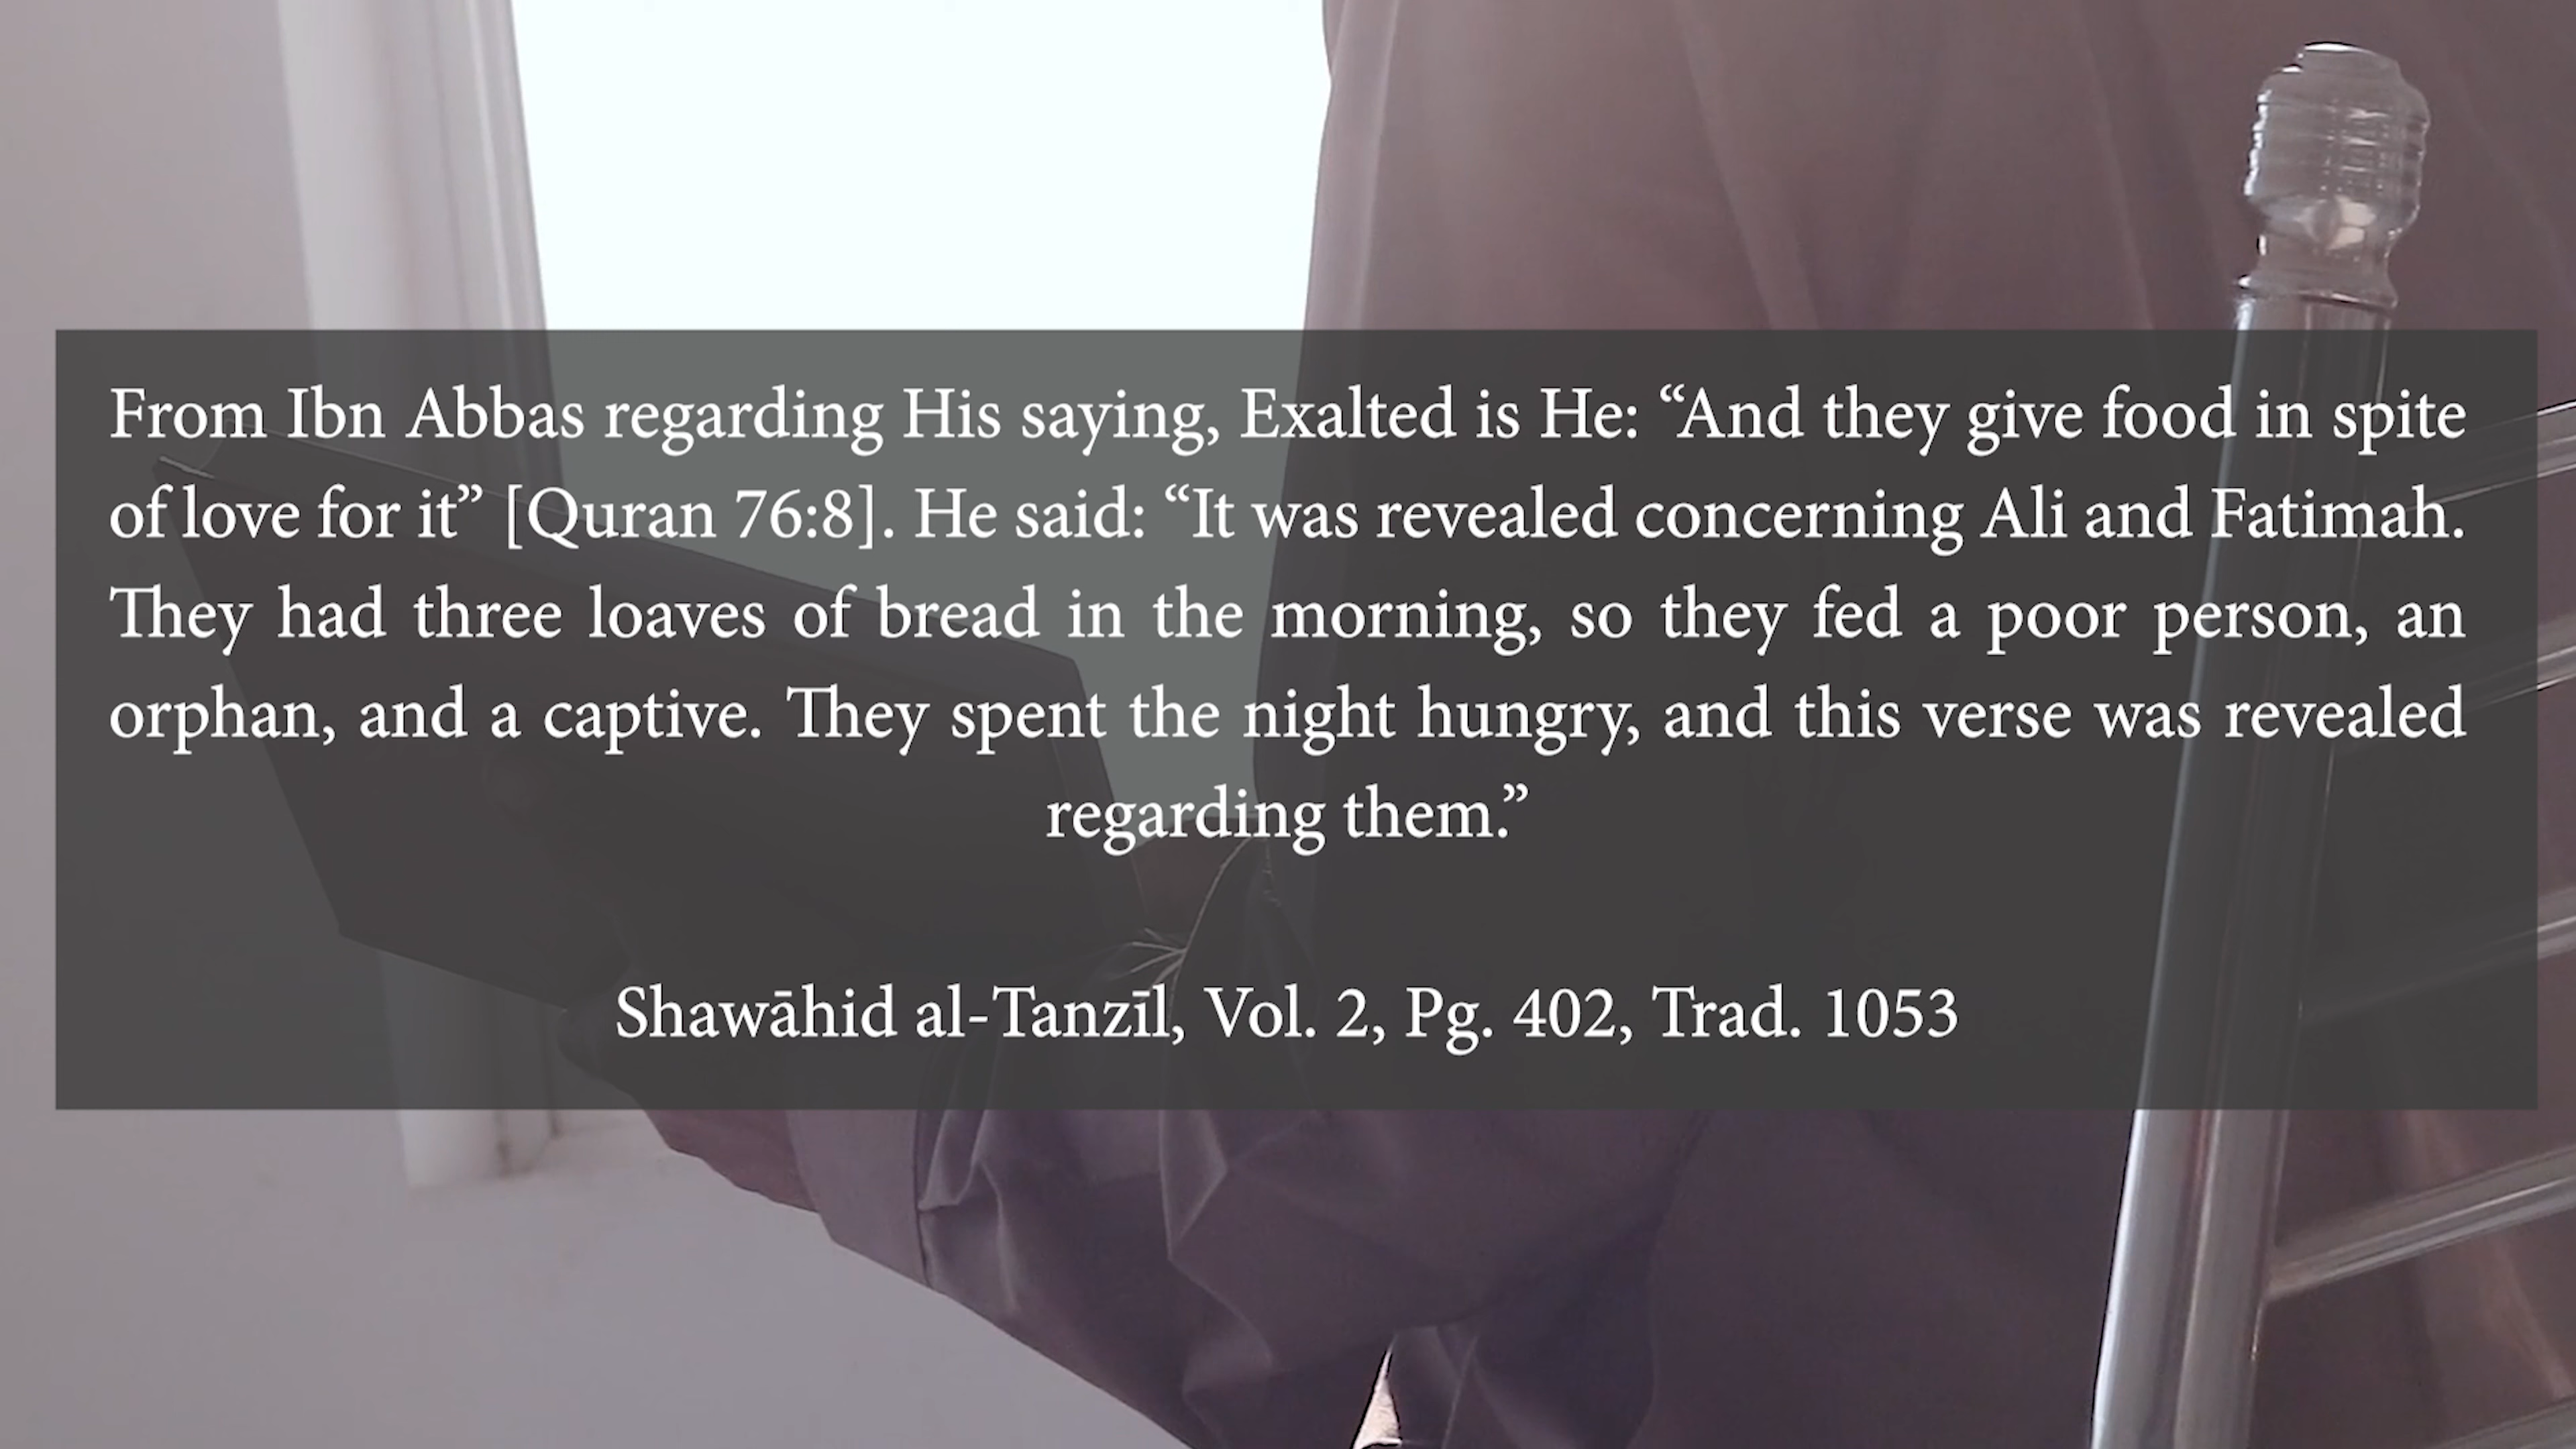 From Ibn Abbas regarding His saying, Exalted is He: “And they give food in spite
of love for it” [Quran 76:8]. He said: “It was revealed concerning Ali and Fatimah.
They had three loaves of bread in the morning, so they fed a poor person, an
orphan, and a captive. They spent the night hungry, and this verse was revealed
regarding them.”
Shawāhid al-Tanzīl, Vol. 2, Pg. 402, Trad. 1053